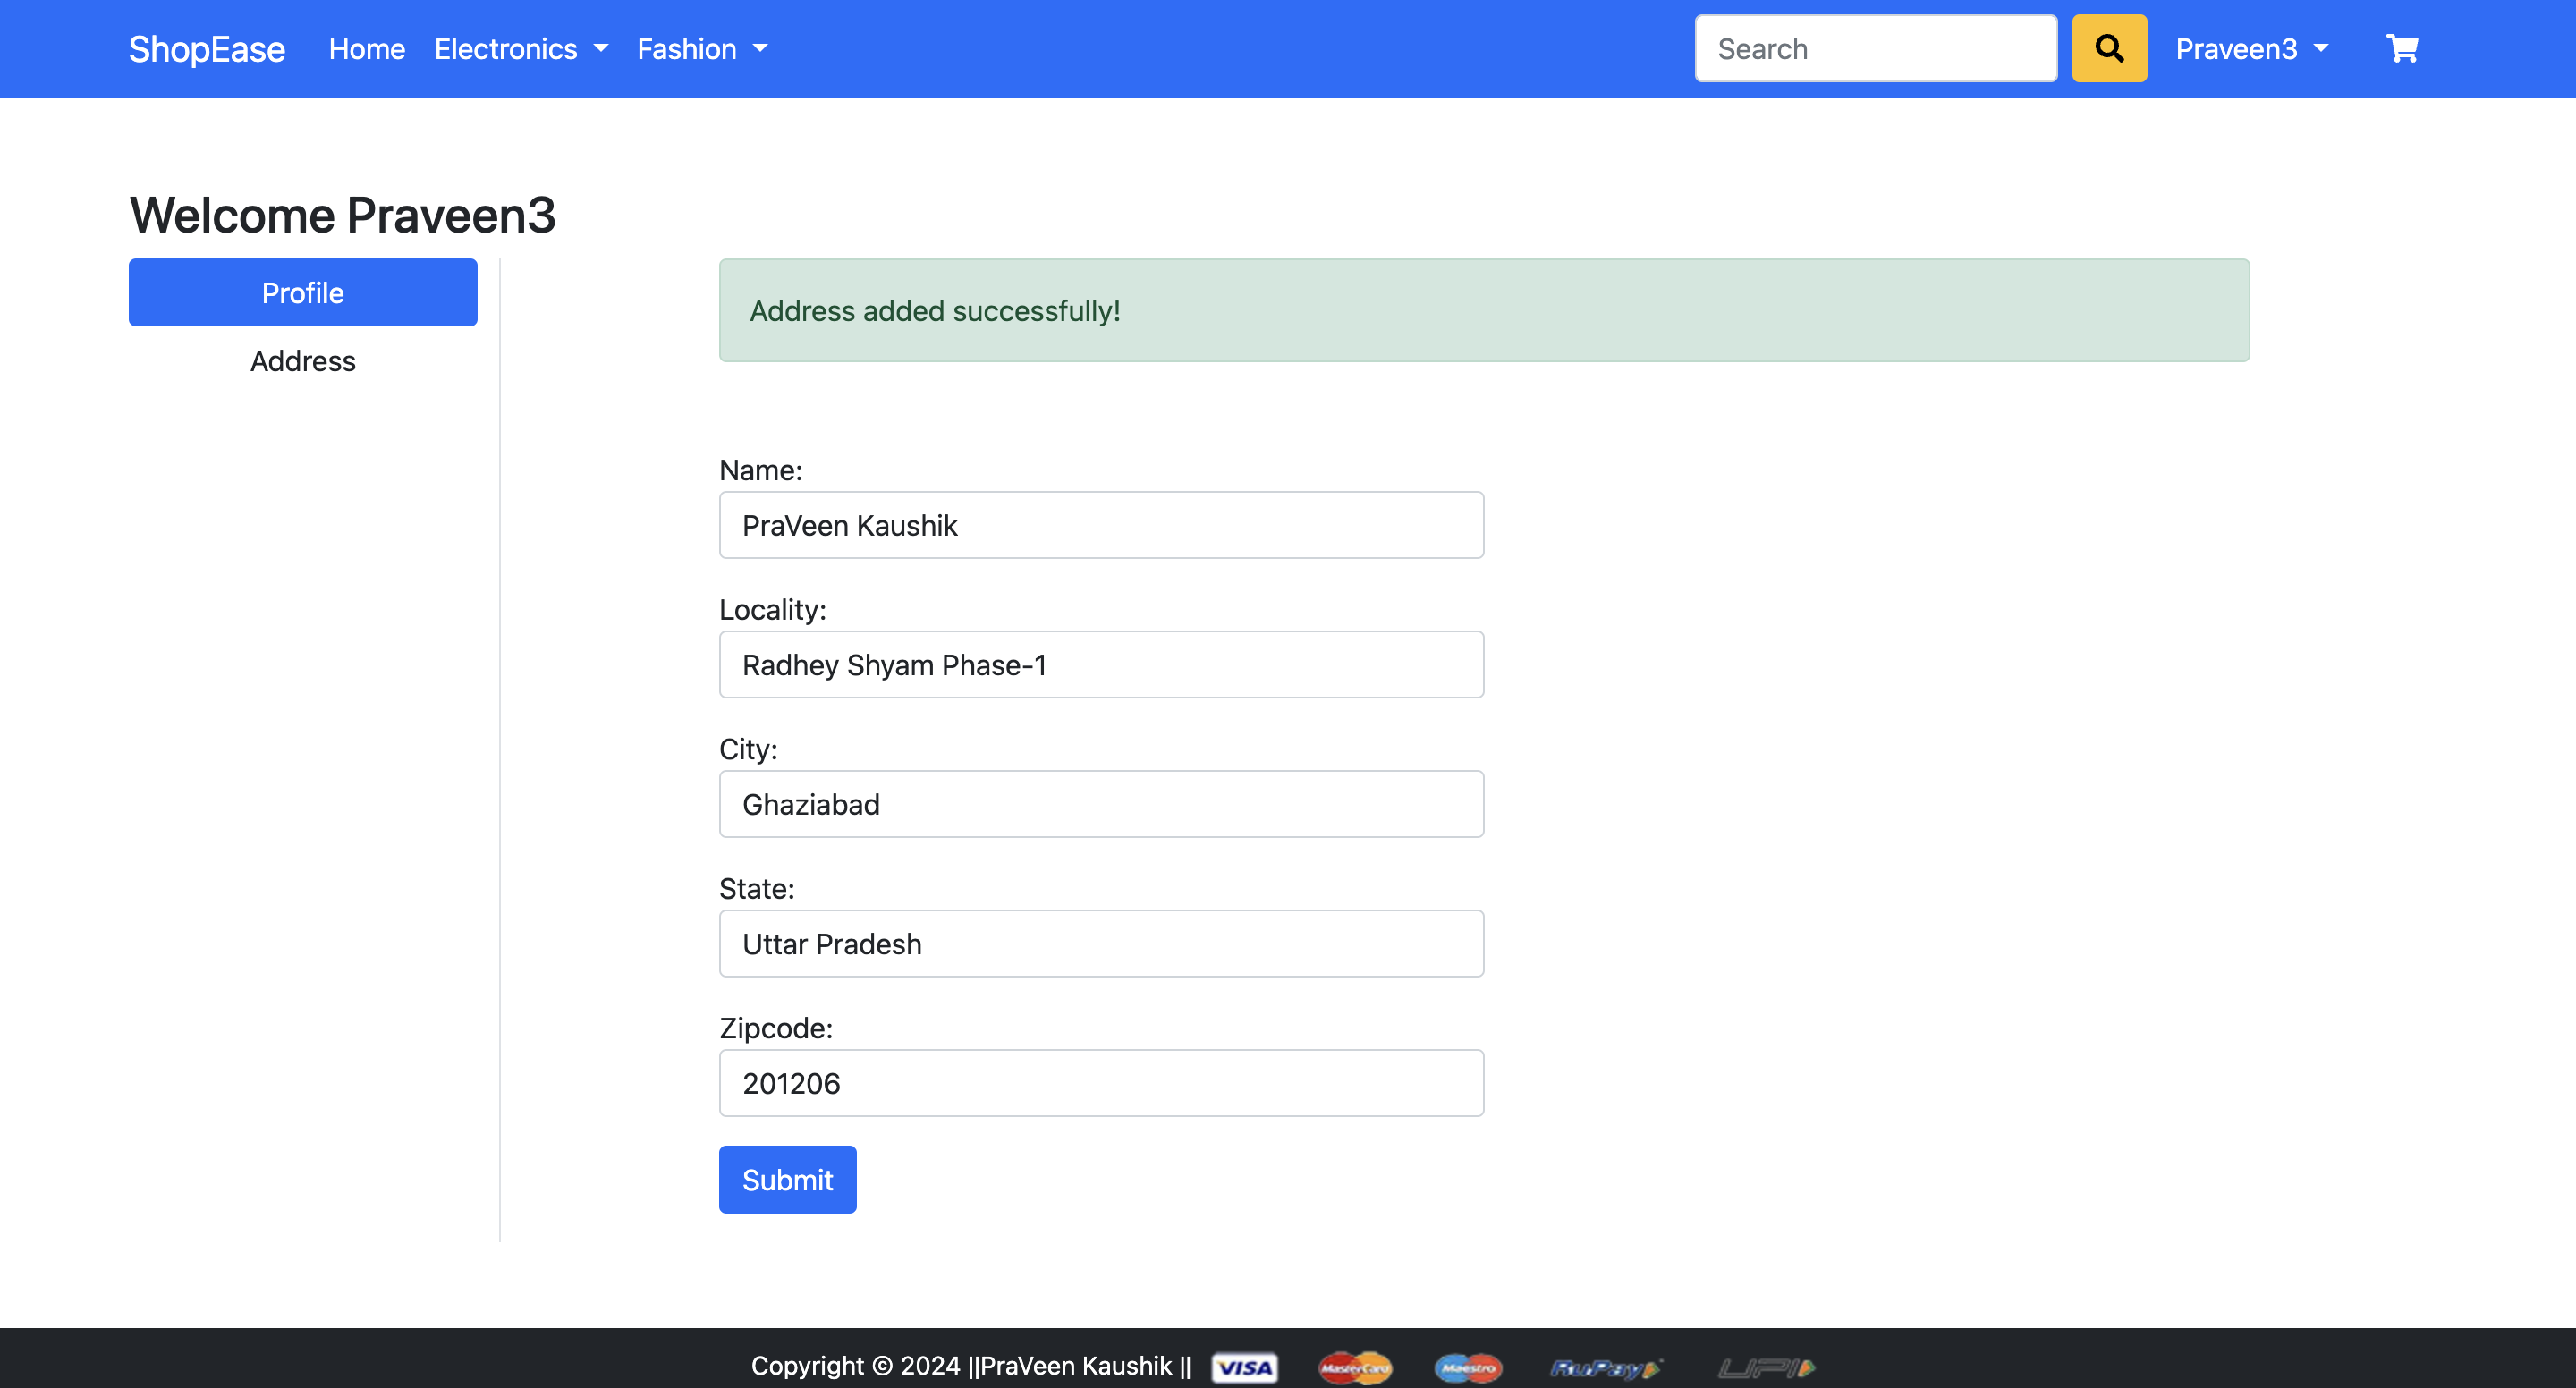 ShopEase Home Electronics Fashion Search Praveen3
Welcome Praveen3
Profile
Address
Address added successfully!
Name:
PraVeen Kaushik
Locality:
Radhey Shyam Phase-1
City:
Ghaziabad
State:
Uttar Pradesh
Zipcode:
201206
Submit
Copyright © 2024 ||PraVeen Kaushik || VISA MasterCard Maestro RuPay UPI